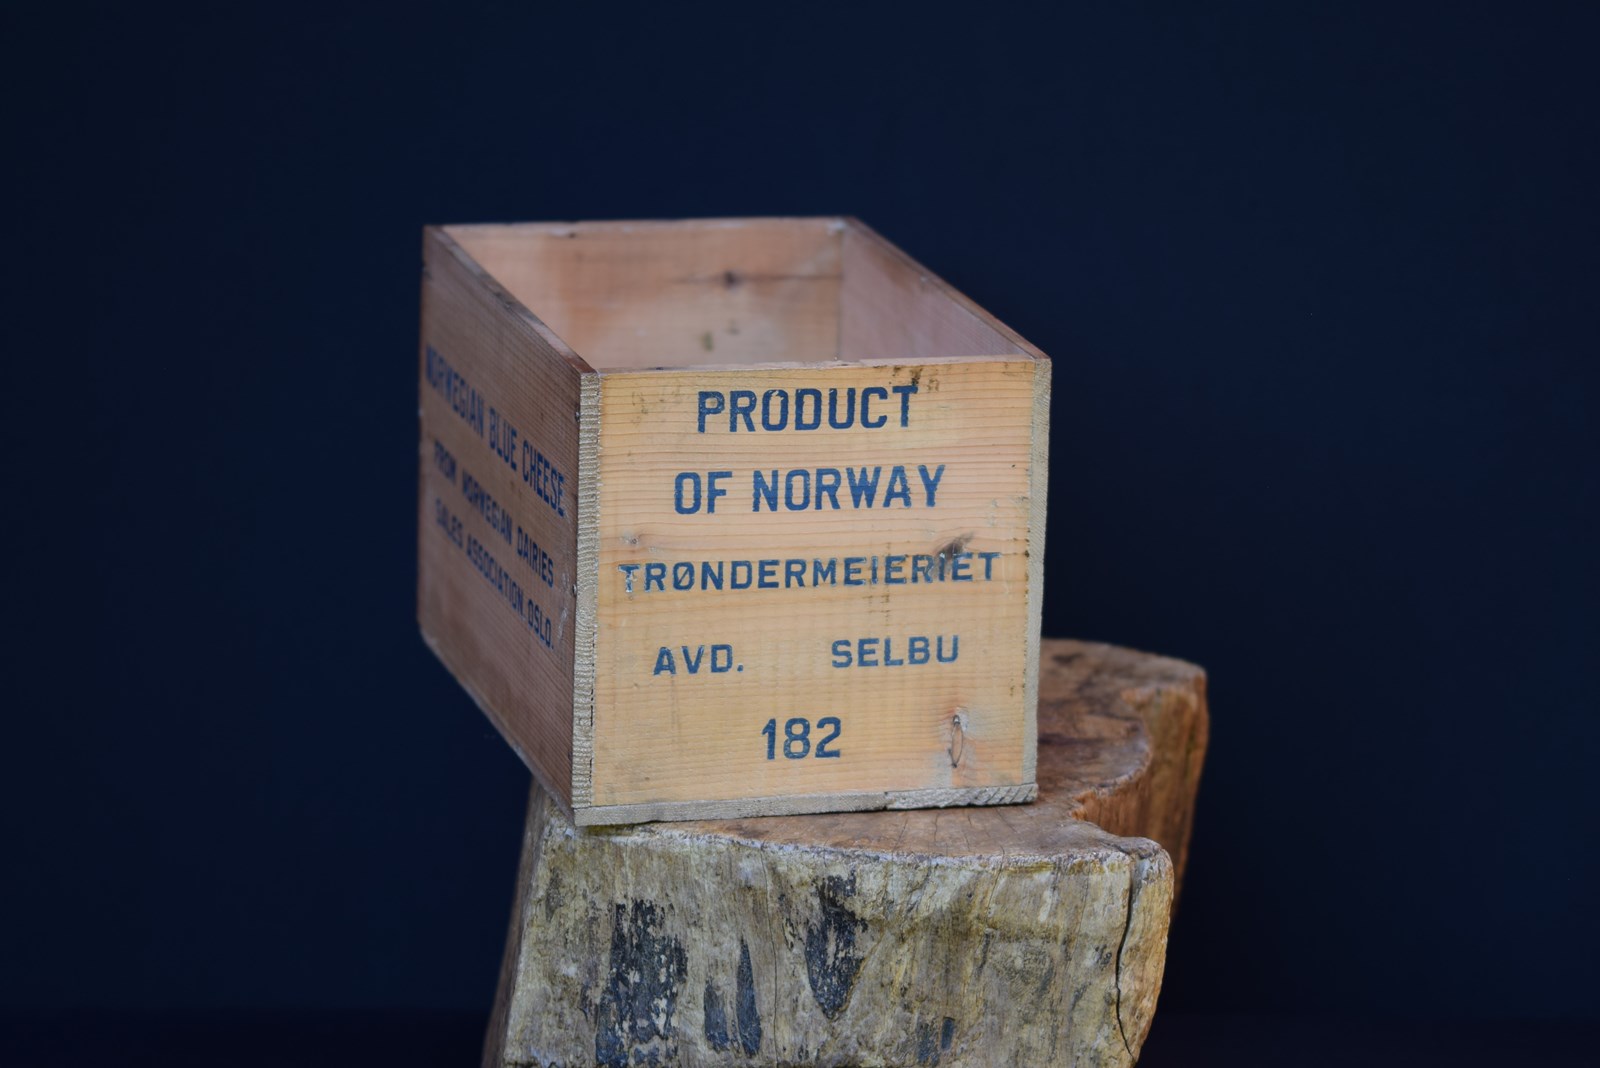 NORWEGIAN BLUE CHEESE
FROM NORWEGIAN DAIRIES
SALES ASSOCIATION. OSLO.
PRODUCT
OF NORWAY
TRØNDERMEIERIET
AVD. SELBU
182